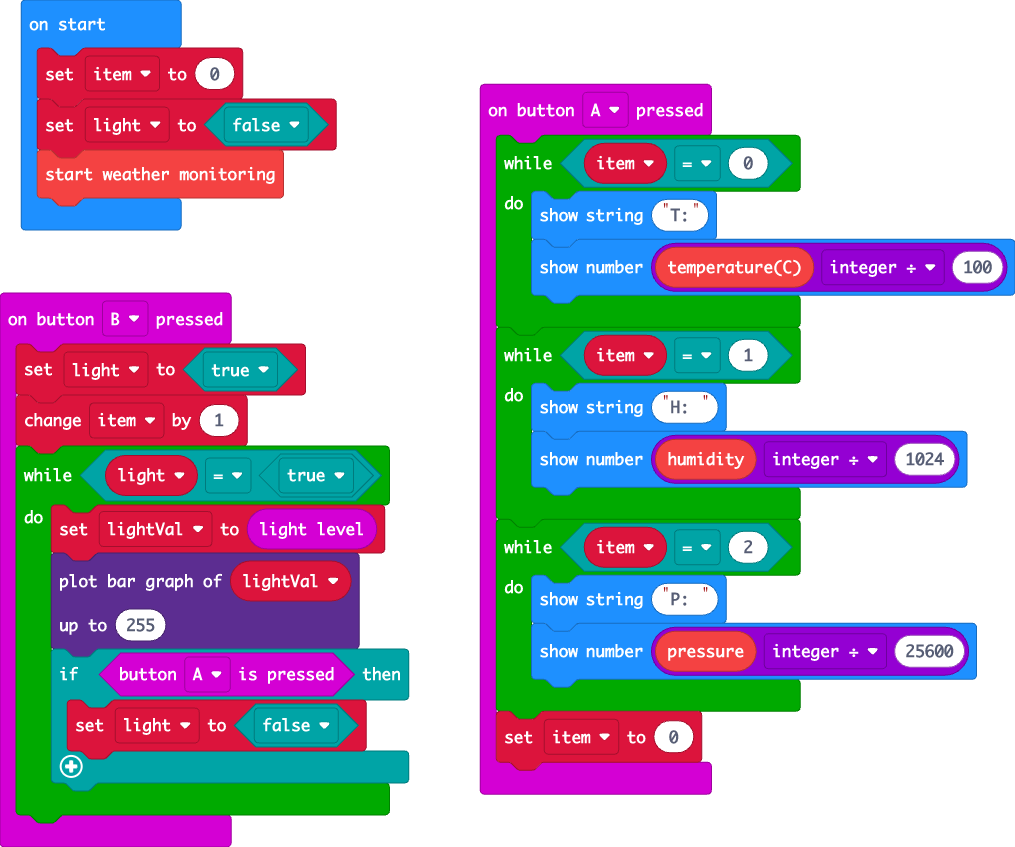 on start
set item to 0
set light to false
start weather monitoring
on button B pressed
set light to true
change item by 1
while light = true
do set lightVal to light level
plot bar graph of lightVal
up to 255
if button A is pressed then
set light to false
on button A pressed
while item = 0
do
show string "T: "
show number temperature(C) integer ÷ 100
while item = 1
do
show string "H:  "
show number humidity integer ÷ 1024
while item = 2
do
show string "P:  "
show number pressure integer ÷ 25600
set item to 0